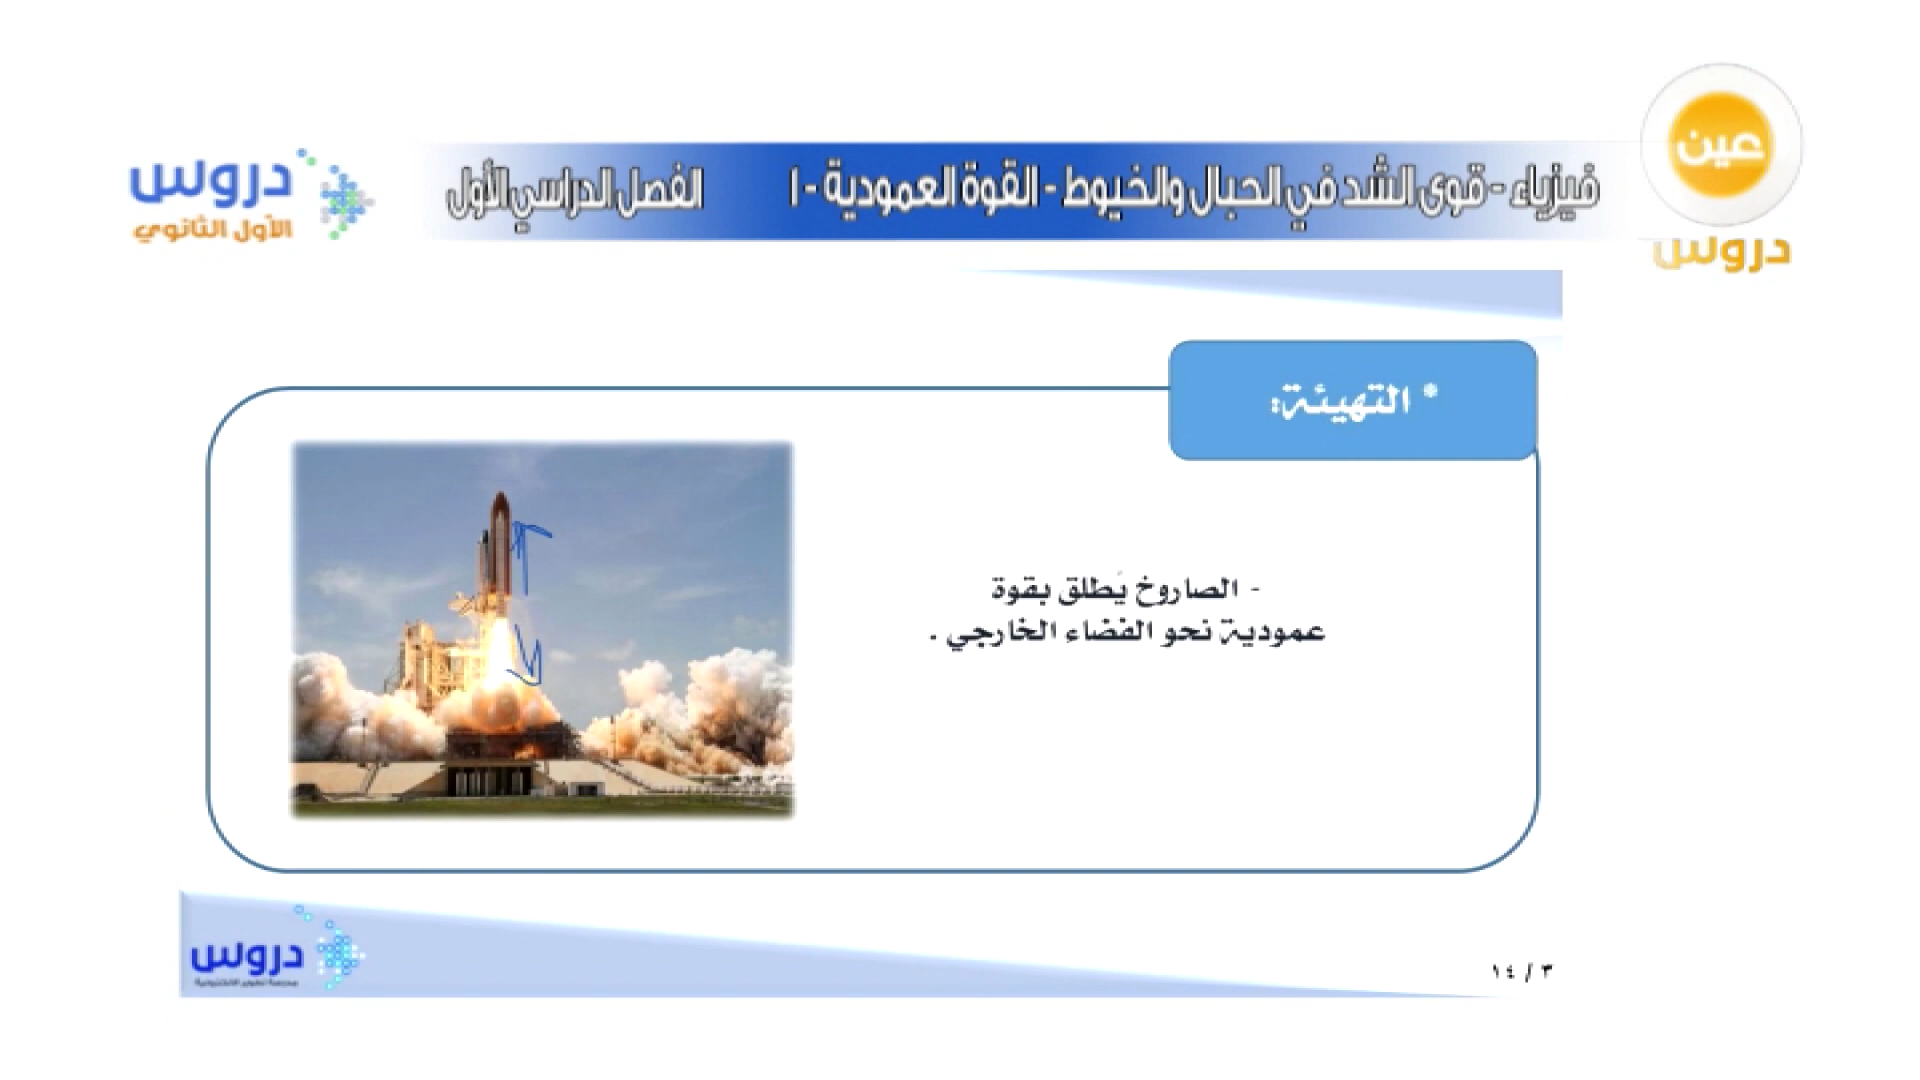 عين
دروس
فيزياء - قوى الشد في الحبال والخيوط - القوة العمودية - ١
الفصل الدراسي الأول
دروس
الأول الثانوي
* التهيئة:
- الصاروخ يُطلق بقوة
عمودية نحو الفضاء الخارجي .
دروس
٣ / ١٤